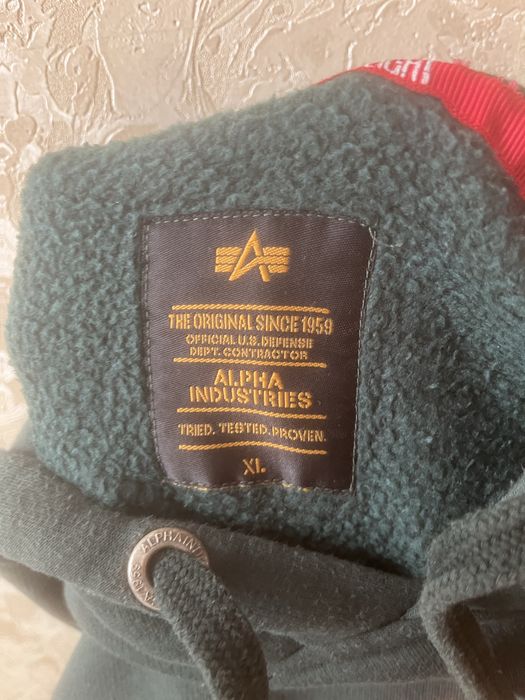 THE ORIGINAL SINCE 1959
OFFICIAL U.S. DEFENSE
DEPT. CONTRACTOR
ALPHA
INDUSTRIES
TRIED. TESTED. PROVEN.
XL